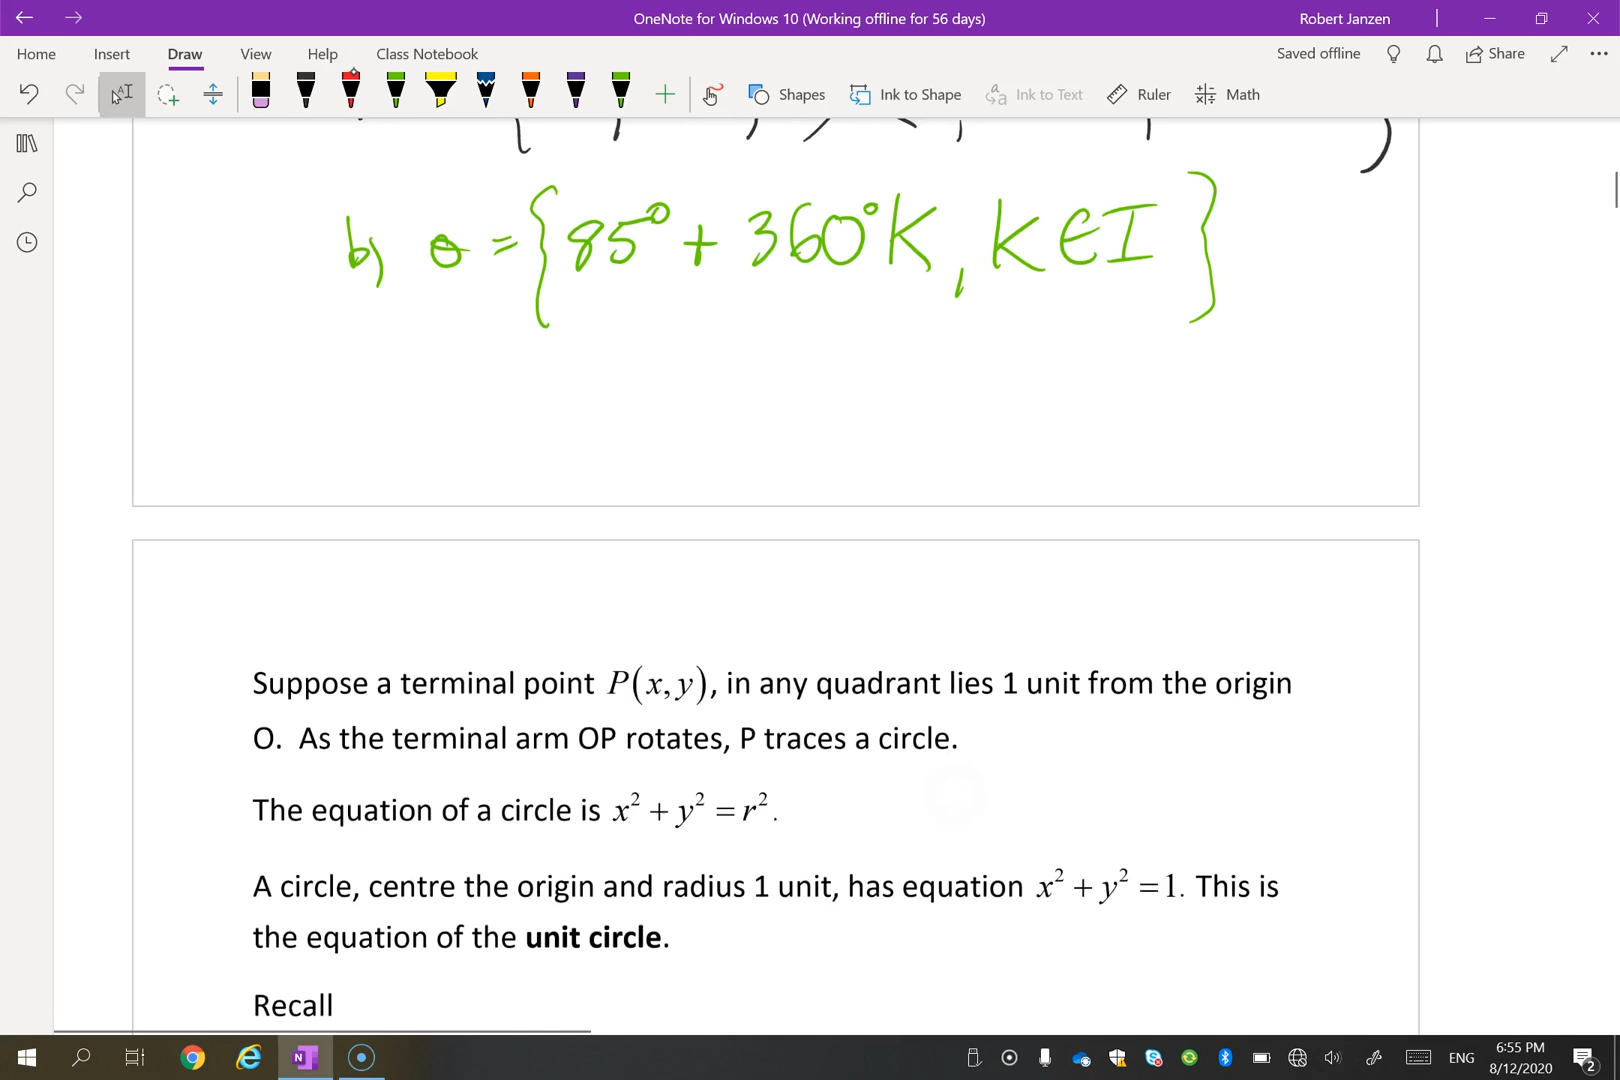 OneNote for Windows 10 (Working offline for 56 days)
Robert Janzen
Home Insert Draw View Help Class Notebook
Saved offline
Share
Shapes
Ink to Shape
Ink to Text
Ruler
Math
b) θ = {85° + 360°K, K ∈ I}
Suppose a terminal point P(x, y), in any quadrant lies 1 unit from the origin
O. As the terminal arm OP rotates, P traces a circle.
The equation of a circle is x² + y² = r².
A circle, centre the origin and radius 1 unit, has equation x² + y² = 1. This is
the equation of the unit circle.
Recall
ENG
6:55 PM
8/12/2020
2